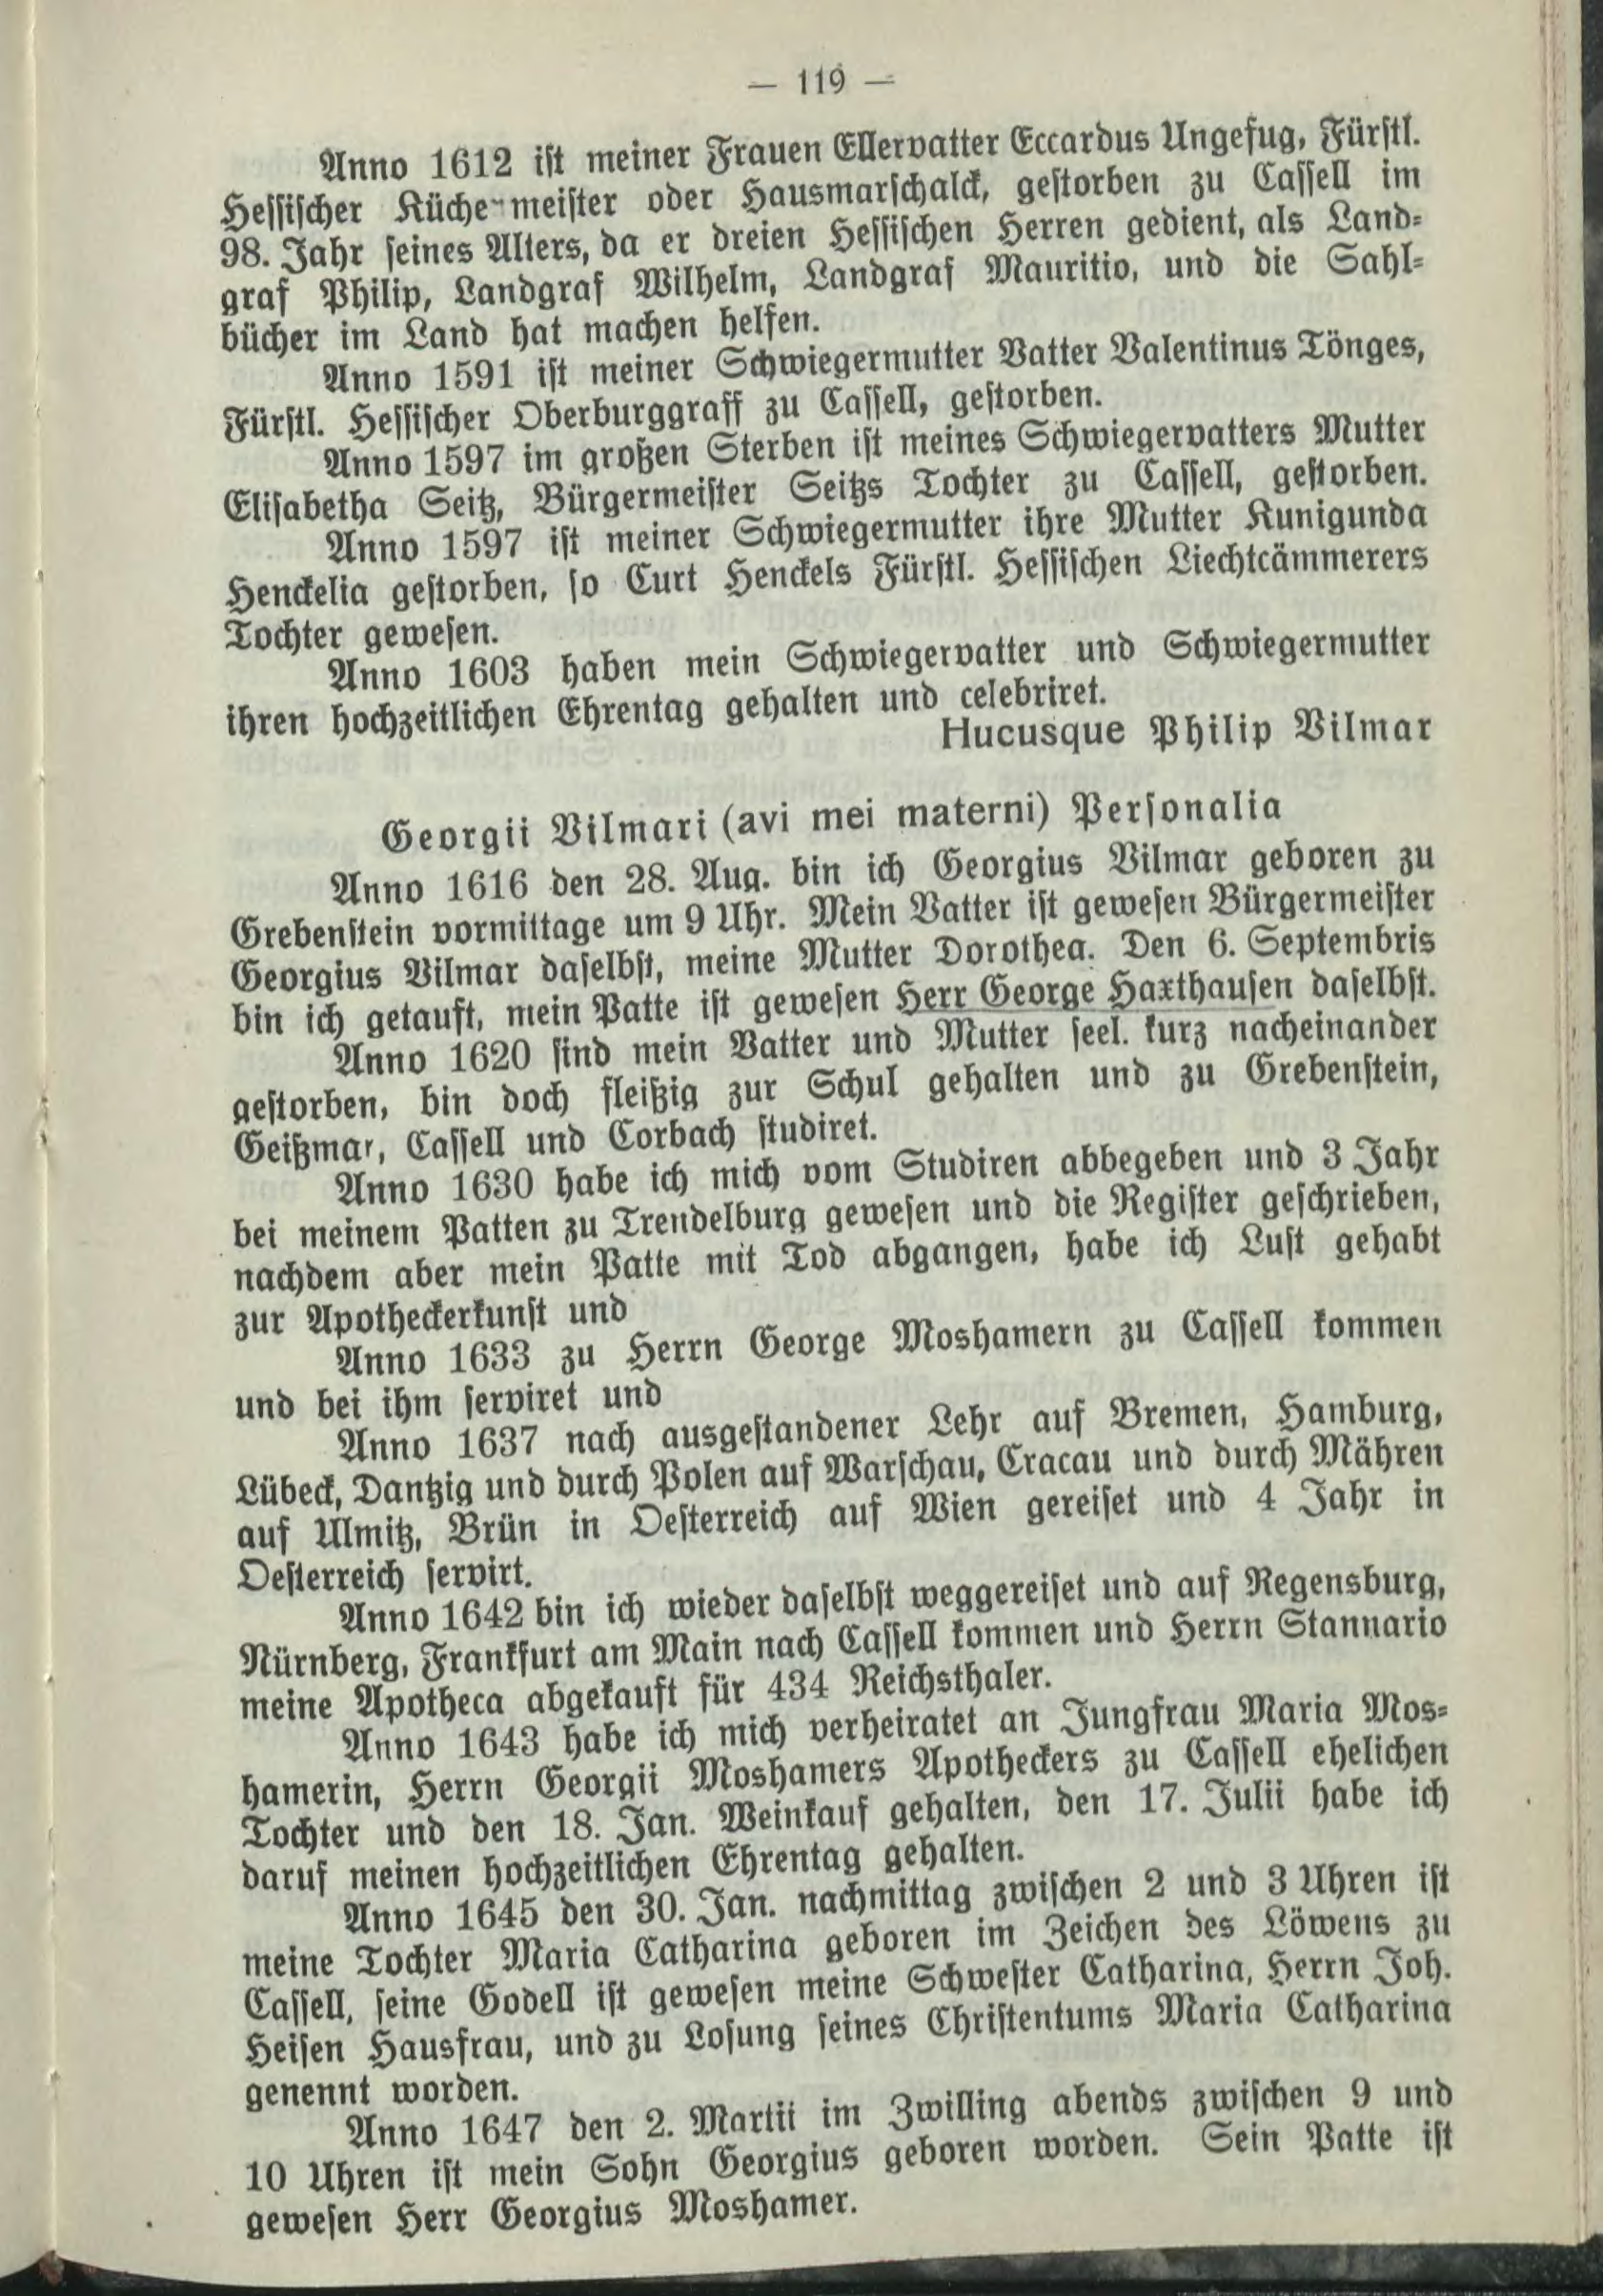 — 119 —
Anno 1612 ist meiner Frauen Ellervatter Eccardus Ungefug, Fürstl.
Hessischer Küche-meister oder Hausmarschalck, gestorben zu Cassell im
98. Jahr seines Alters, da er dreien Hessischen Herren gedient, als Land-
graf Philip, Landgraf Wilhelm, Landgraf Mauritio, und die Sahl-
bücher im Land hat machen helfen.
Anno 1591 ist meiner Schwiegermutter Vatter Valentinus Tönges,
Fürstl. Hessischer Oberburggraff zu Cassell, gestorben.
Anno 1597 im großen Sterben ist meines Schwiegervatters Mutter
Elisabetha Seitz, Bürgermeister Seitzs Tochter zu Cassell, gestorben.
Anno 1597 ist meiner Schwiegermutter ihre Mutter Kunigunda
Henckelia gestorben, so Curt Henckels Fürstl. Hessischen Liechtcämmerers
Tochter gewesen.
Anno 1603 haben mein Schwiegervatter und Schwiegermutter
ihren hochzeitlichen Ehrentag gehalten und celebriret.
Hucusque Philip Vilmar
Georgii Vilmari (avi mei materni) Personalia
Anno 1616 den 28. Aug. bin ich Georgius Vilmar geboren zu
Grebenstein vormittage um 9 Uhr. Mein Vatter ist gewesen Bürgermeister
Georgius Vilmar daselbst, meine Mutter Dorothea. Den 6. Septembris
bin ich getauft, mein Patte ist gewesen Herr George Haxthausen daselbst.
Anno 1620 sind mein Vatter und Mutter seel. kurz nacheinander
gestorben, bin doch fleißig zur Schul gehalten und zu Grebenstein,
Geißmar, Cassell und Corbach studiret.
Anno 1630 habe ich mich vom Studiren abbegeben und 3 Jahr
bei meinem Patten zu Trendelburg gewesen und die Register geschrieben,
nachdem aber mein Patte mit Tod abgangen, habe ich Lust gehabt
zur Apotheckerkunst und
Anno 1633 zu Herrn George Moshamern zu Cassell kommen
und bei ihm serviret und
Anno 1637 nach ausgestandener Lehr auf Bremen, Hamburg,
Lübeck, Dantzig und durch Polen auf Warschau, Cracau und durch Mähren
auf Ulmitz, Brün in Oesterreich auf Wien gereiset und 4 Jahr in
Oesterreich servirt.
Anno 1642 bin ich wieder daselbst weggereiset und auf Regensburg,
Nürnberg, Frankfurt am Main nach Cassell kommen und Herrn Stannario
meine Apotheca abgekauft für 434 Reichsthaler.
Anno 1643 habe ich mich verheiratet an Jungfrau Maria Mos-
hamerin, Herrn Georgii Moshamers Apotheckers zu Cassell ehelichen
Tochter und den 18. Jan. Weinkauf gehalten, den 17. Julii habe ich
daruf meinen hochzeitlichen Ehrentag gehalten.
Anno 1645 den 30. Jan. nachmittag zwischen 2 und 3 Uhren ist
meine Tochter Maria Catharina geboren im Zeichen des Löwens zu
Cassell, seine Godell ist gewesen meine Schwester Catharina, Herrn Joh.
Heisen Hausfrau, und zu Losung seines Christentums Maria Catharina
genennt worden.
Anno 1647 den 2. Martii im Zwilling abends zwischen 9 und
10 Uhren ist mein Sohn Georgius geboren worden. Sein Patte ist
gewesen Herr Georgius Moshamer.